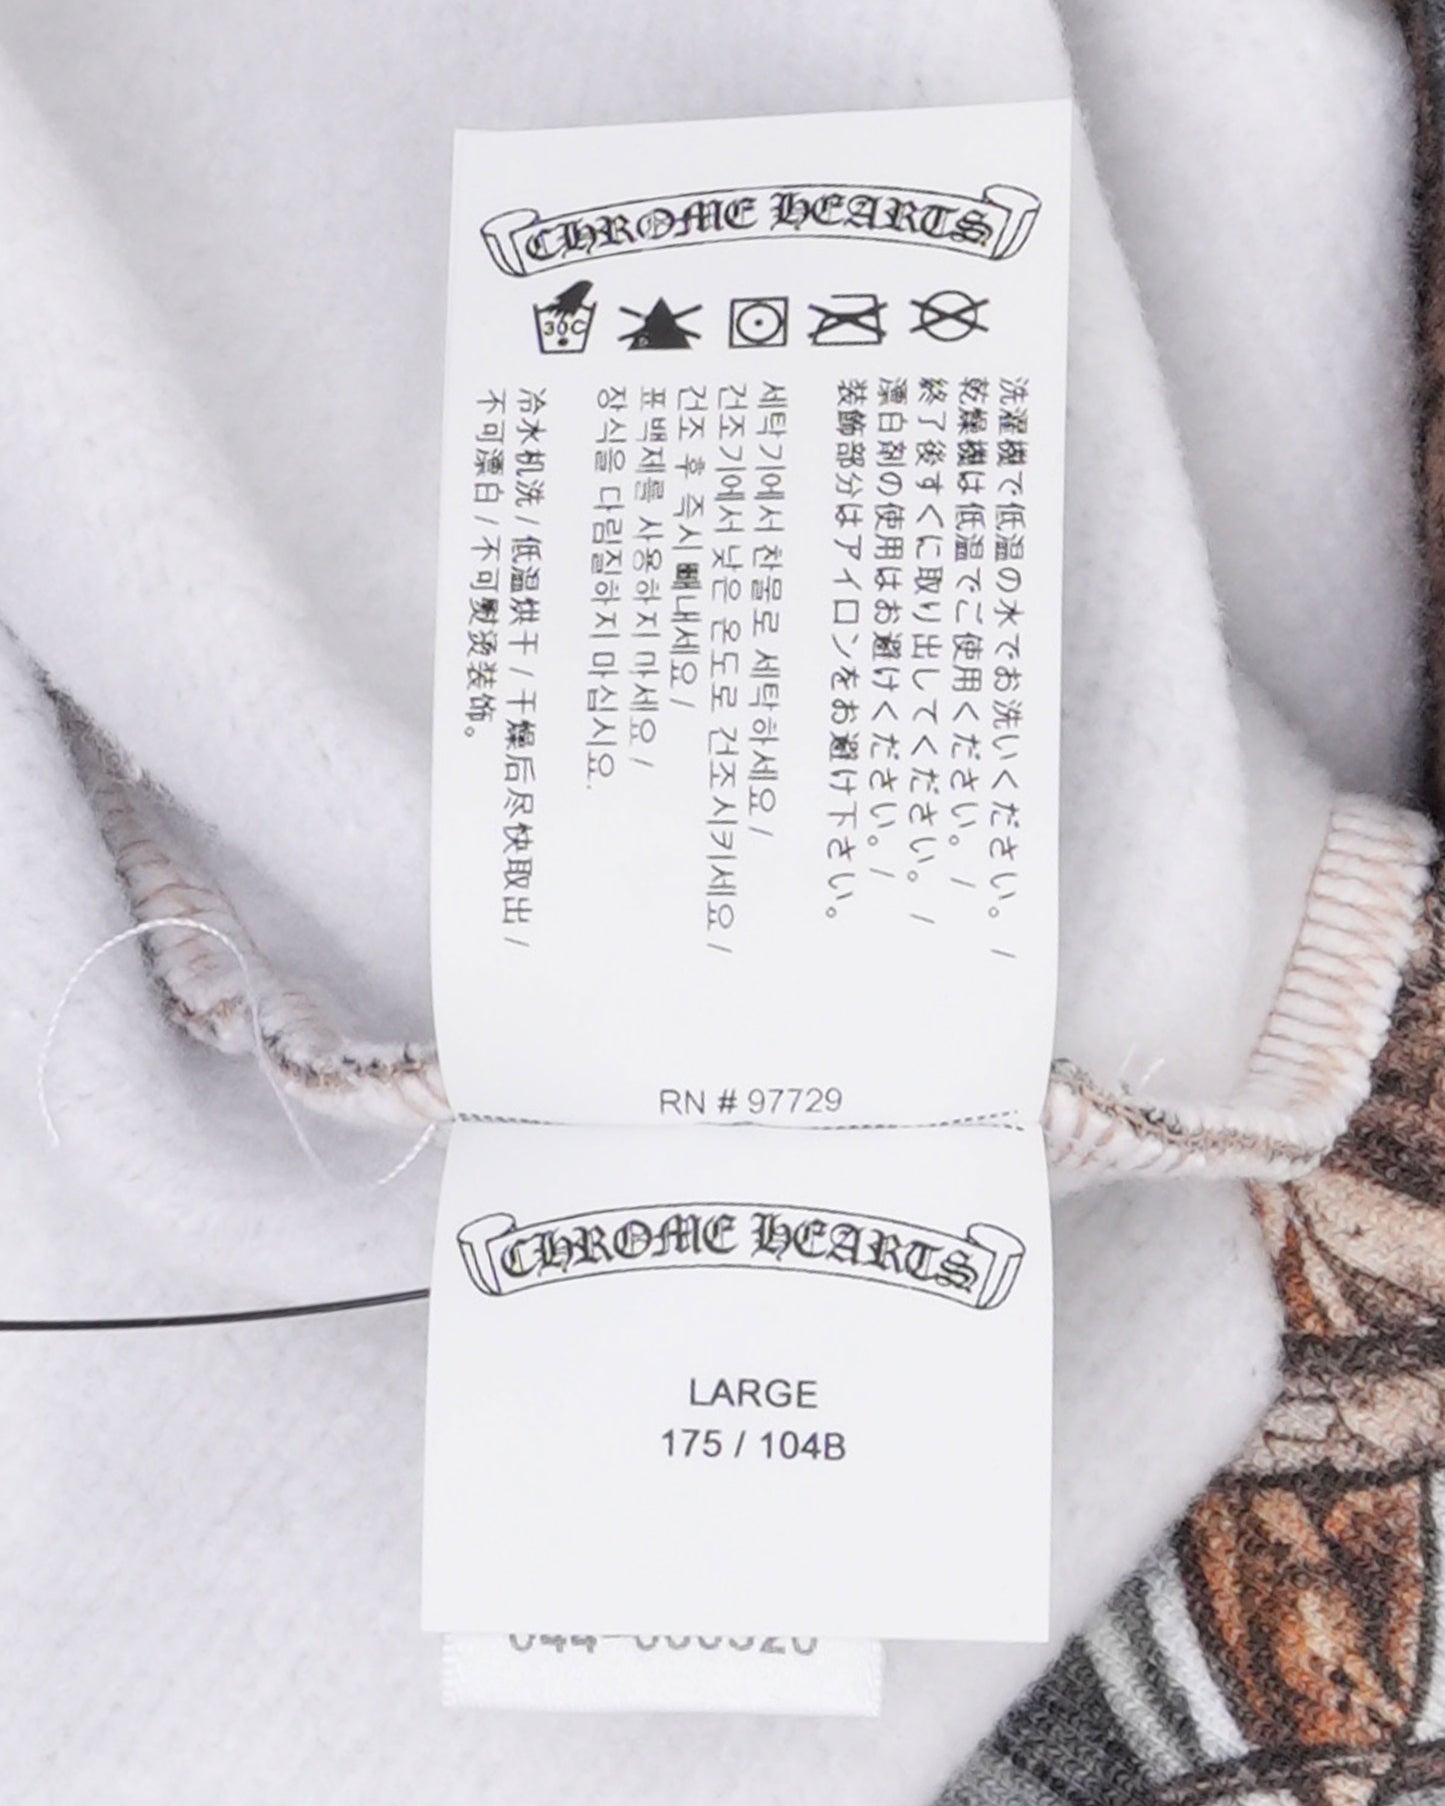 CHROME HEARTS
30C
洗濯機で低温の水でお洗いください。/
乾燥機は低温でご使用ください。/
終了後すぐに取り出してください。/
漂白剤の使用はお避けください。/
装飾部分はアイロンをお避け下さい。
세탁기에서 찬물로 세탁하세요/
건조기에서 낮은 온도로 건조시키세요/
건조 후 즉시 빼내세요/
표백제를 사용하지 마세요/
장식을 다림질하지 마십시요.
冷水机洗/低温烘干/干燥后尽快取出/
不可漂白/不可熨烫装饰。
RN # 97729
CHROME HEARTS
LARGE
175 / 104B